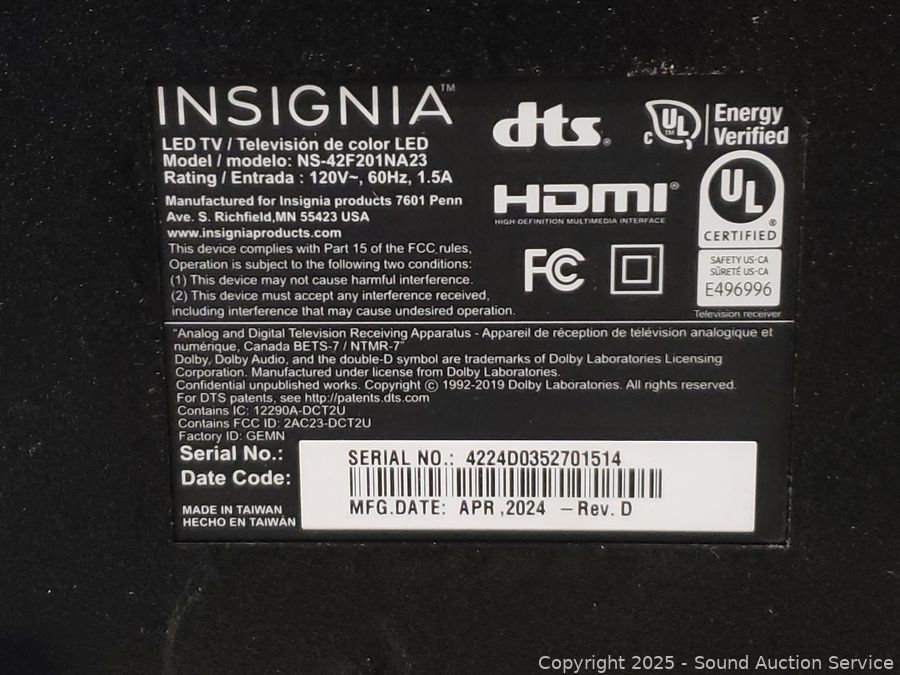 INSIGNIA™
LED TV / Televisión de color LED
Model / modelo: NS-42F201NA23
Rating / Entrada : 120V~, 60Hz, 1.5A
Manufactured for Insignia products 7601 Penn
Ave. S. Richfield,MN 55423 USA
www.insigniaproducts.com
This device complies with Part 15 of the FCC rules,
Operation is subject to the following two conditions:
(1) This device may not cause harmful interference.
(2) This device must accept any interference received,
including interference that may cause undesired operation.
dts®
c UL™ Energy
Verified
HDMI®
HIGH-DEFINITION MULTIMEDIA INTERFACE
FC
UL®
CERTIFIED
SAFETY US-CA
SÛRETÉ US-CA
E496996
Television receiver
"Analog and Digital Television Receiving Apparatus - Appareil de réception de télévision analogique et
numérique, Canada BETS-7 / NTMR-7"
Dolby, Dolby Audio, and the double-D symbol are trademarks of Dolby Laboratories Licensing
Corporation. Manufactured under license from Dolby Laboratories.
Confidential unpublished works. Copyright © 1992-2019 Dolby Laboratories. All rights reserved.
For DTS patents, see http://patents.dts.com
Contains IC: 12290A-DCT2U
Contains FCC ID: 2AC23-DCT2U
Factory ID: GEMN
Serial No.:
Date Code:
SERIAL NO.: 4224D0352701514
MFG.DATE: APR ,2024 –Rev. D
MADE IN TAIWAN
HECHO EN TAIWÁN
Copyright 2025 - Sound Auction Service